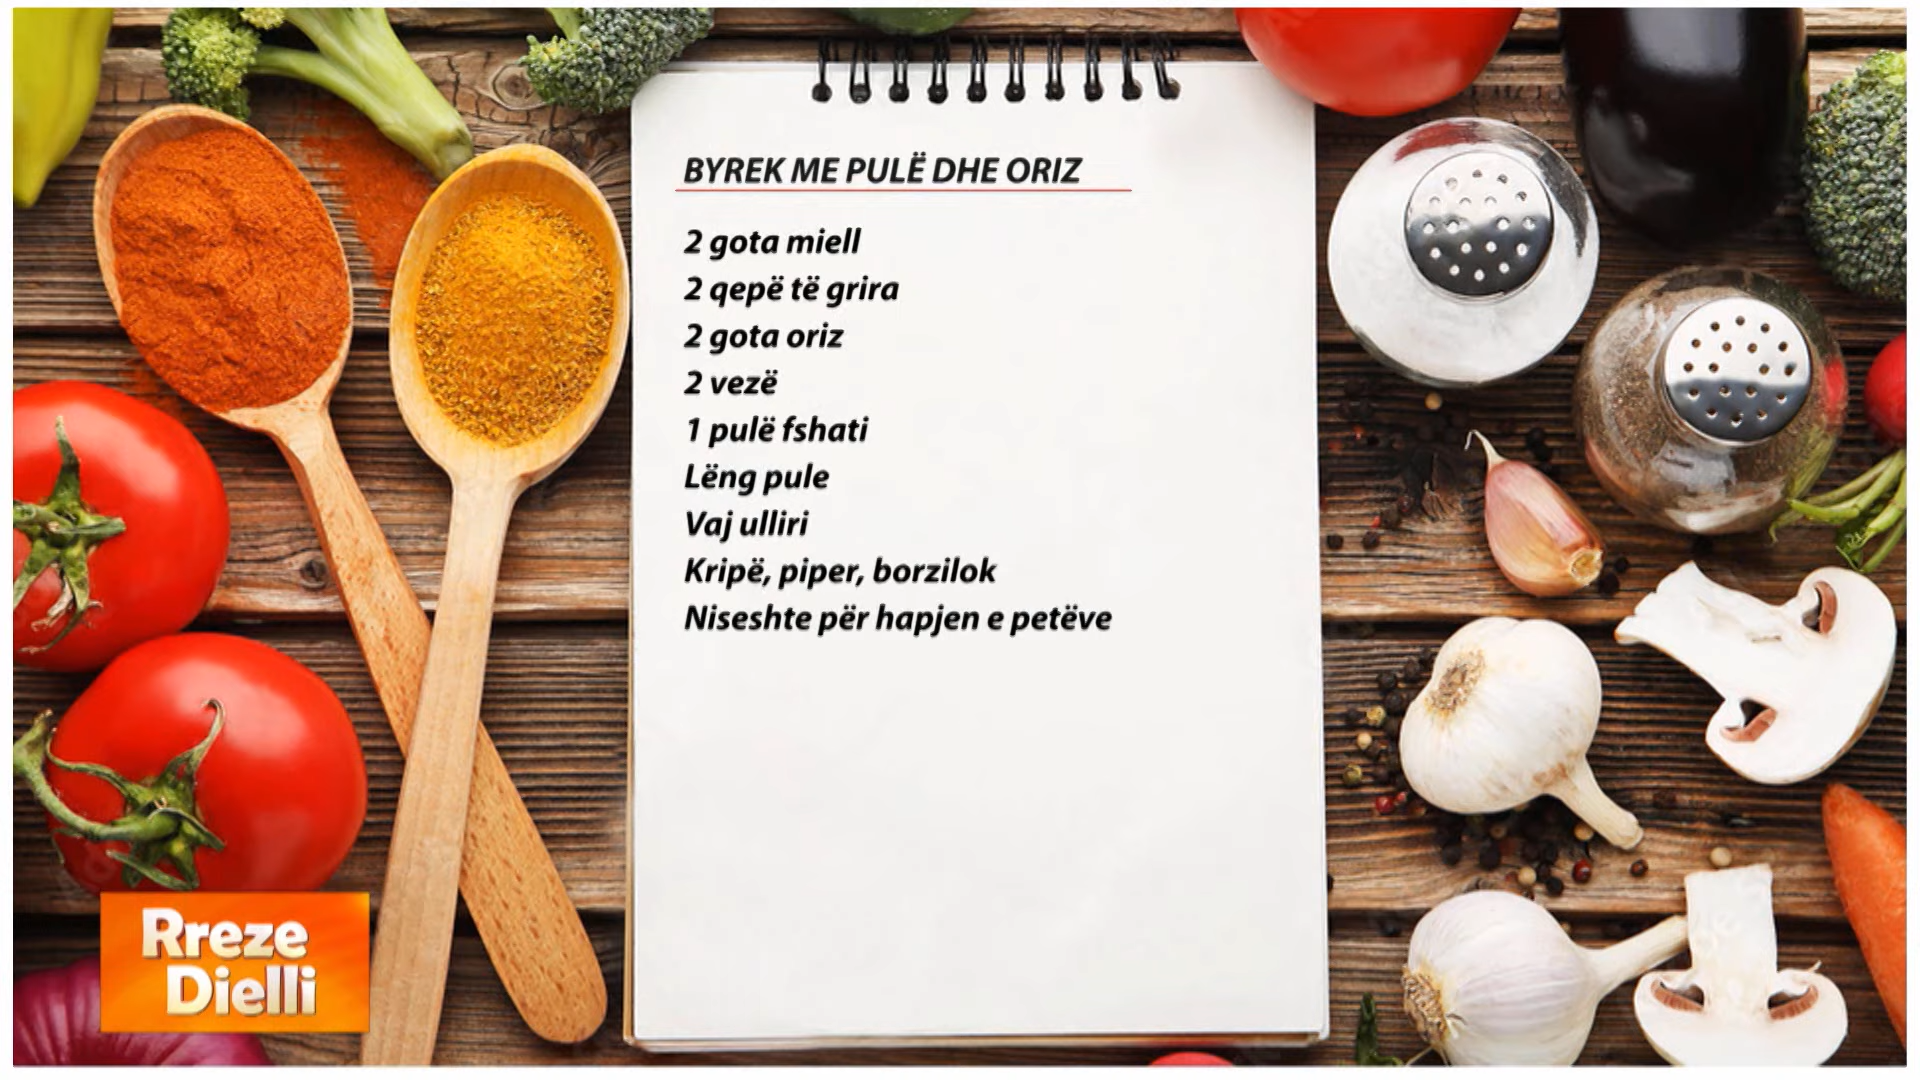 BYREK ME PULË DHE ORIZ
2 gota miell
2 qepë të grira
2 gota oriz
2 vezë
1 pulë fshati
Lëng pule
Vaj ulliri
Kripë, piper, borzilok
Niseshte për hapjen e petëve
Rreze
Dielli